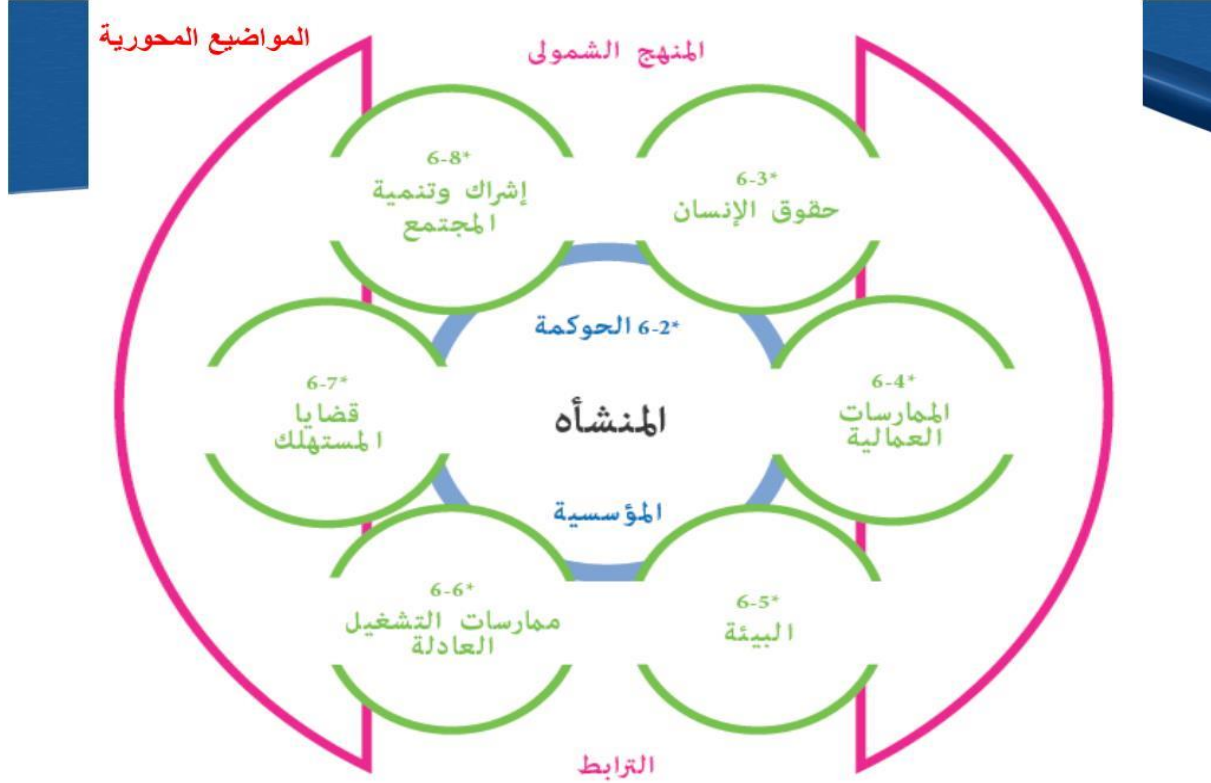 المواضيع المحورية
المنهج الشمولى
6-8*
إشراك وتنمية
المجتمع
6-3*
حقوق الإنسان
6-2* الحوكمة
6-7*
قضايا
المستهلك
المنشأه
6-4*
الممارسات
العمالية
المؤسسية
6-6*
ممارسات التشغيل
العادلة
6-5*
البيئة
الترابط